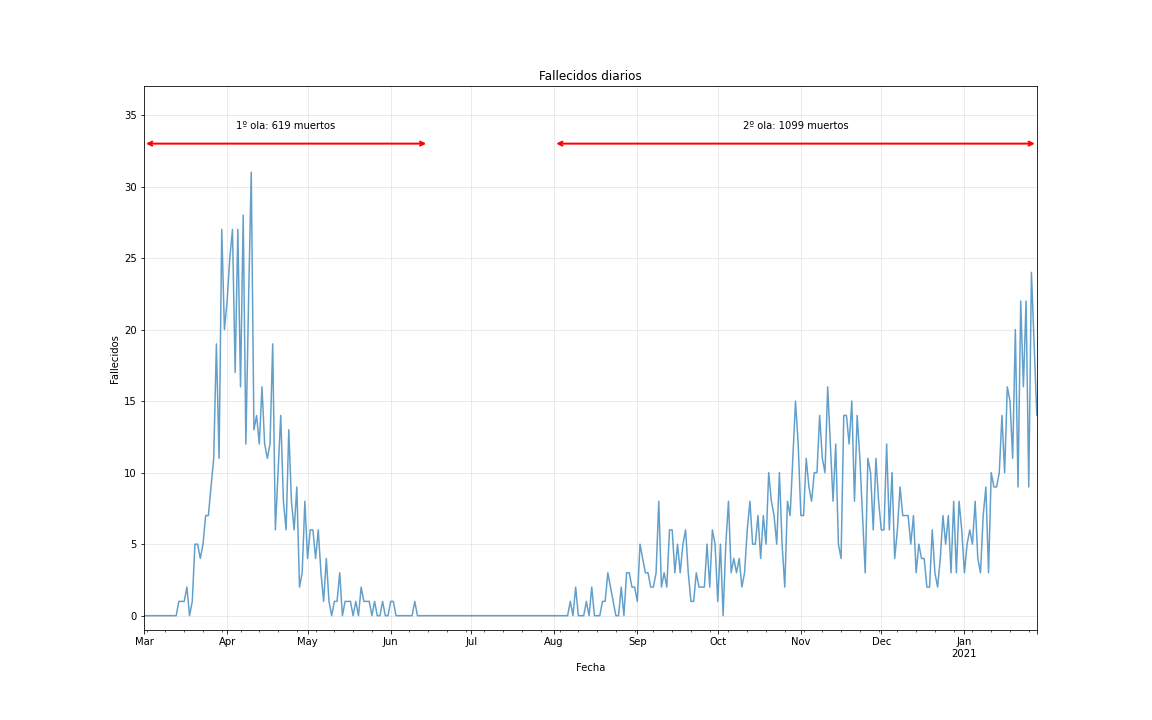 Fallecidos diarios
1º ola: 619 muertos
2º ola: 1099 muertos
35
30
25
20
15
10
5
0
Fallecidos
Mar Apr May Jun Jul Aug Sep Oct Nov Dec Jan
2021
Fecha